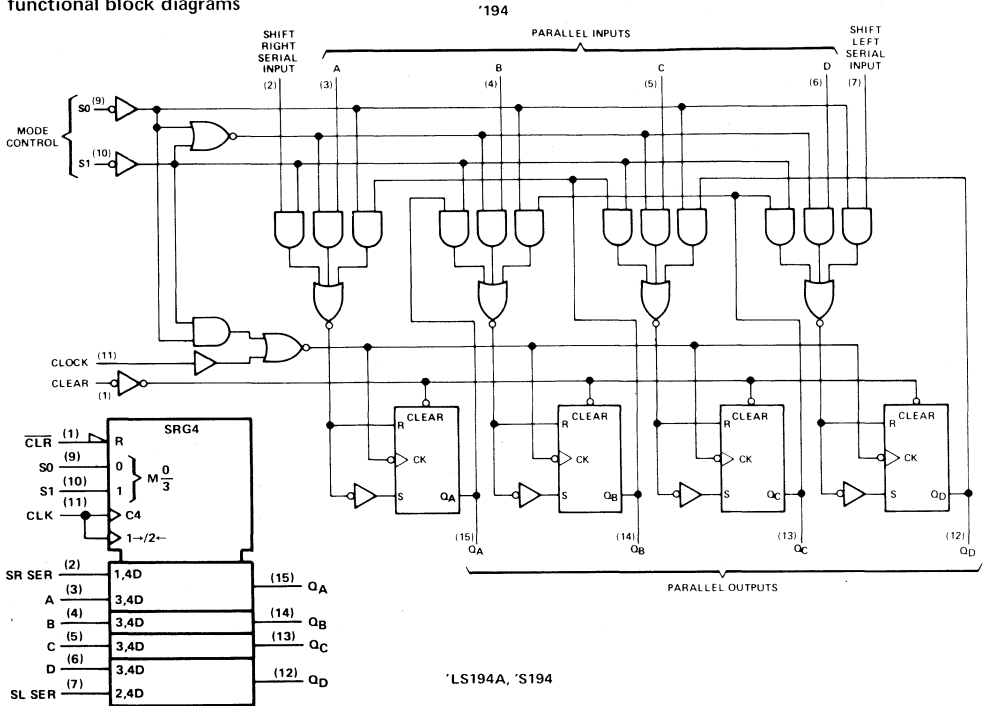 functional block diagrams
'194
SHIFT
RIGHT
SERIAL
INPUT
(2)
PARALLEL INPUTS
A
(3)
B
(4)
C
(5)
D
(6)
SHIFT
LEFT
SERIAL
INPUT
(7)
MODE
CONTROL
S0 (9)
S1 (10)
CLOCK (11)
CLEAR
(1)
CLEAR
R
CK
S QA
CLEAR
R
CK
S QB
CLEAR
R
CK
S QC
CLEAR
R
CK
S QD
(15)
QA
(14)
QB
(13)
QC
(12)
QD
PARALLEL OUTPUTS
SRG4
CLR (1) R
S0 (9) 0
M 0/3
S1 (10) 1
CLK (11) C4
1→/2←
SR SER (2) 1,4D
(15) QA
A (3) 3,4D
B (4) 3,4D (14) QB
C (5) 3,4D (13) QC
D (6) 3,4D
(12) QD
SL SER (7) 2,4D
'LS194A, 'S194